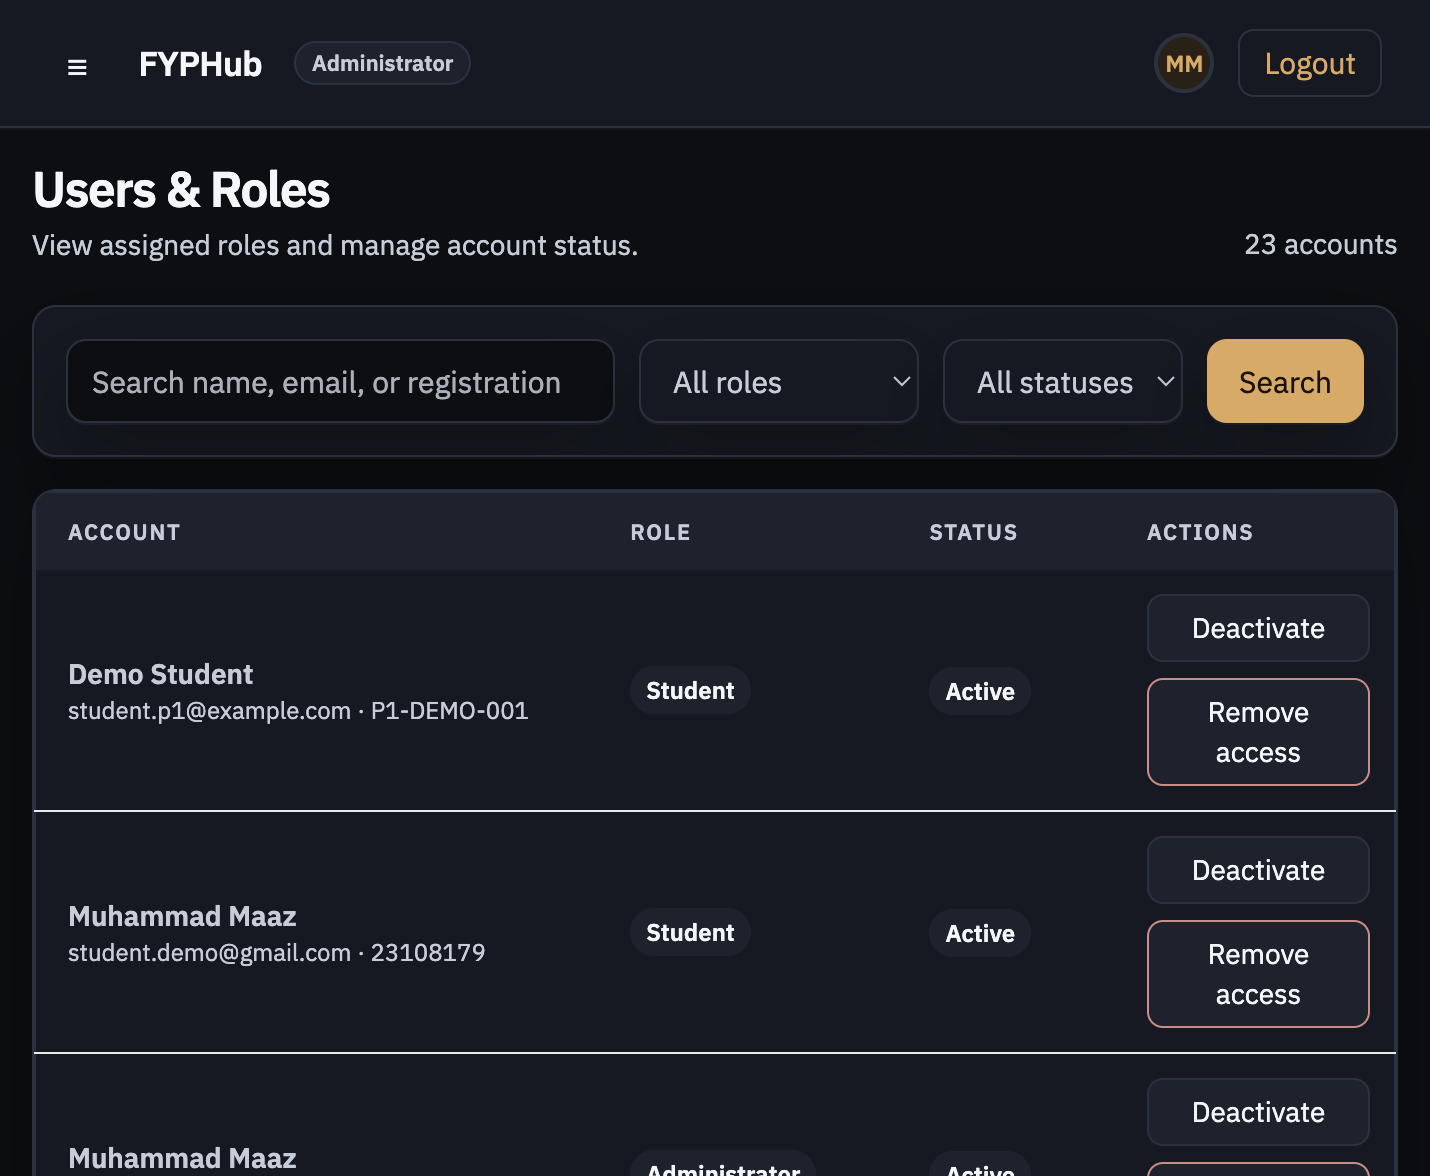 ≡ FYPHub Administrator MM Logout
Users & Roles
View assigned roles and manage account status. 23 accounts
Search name, email, or registration All roles All statuses Search
ACCOUNT ROLE STATUS ACTIONS
Demo Student
student.p1@example.com · P1-DEMO-001
Student
Active
Deactivate
Remove
access
Muhammad Maaz
student.demo@gmail.com · 23108179
Student
Active
Deactivate
Remove
access
Muhammad Maaz
Administrator
Active
Deactivate